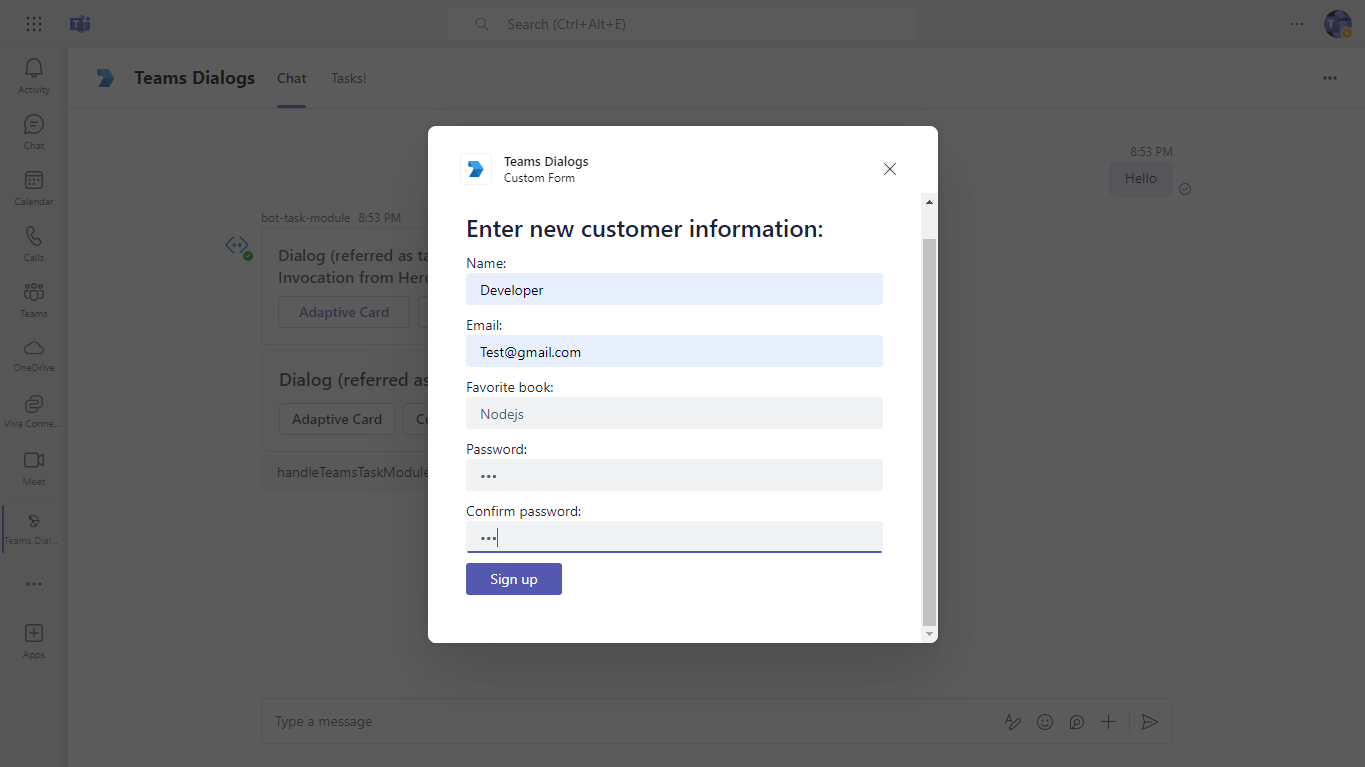 Search (Ctrl+Alt+E)
Activity
Chat
Calendar
Calls
Teams
OneDrive
Viva Conne...
Meet
Teams Dial...
Apps
Teams Dialogs
Chat
Tasks!
8:53 PM
Hello
bot-task-module 8:53 PM
Dialog (referred as ta
Invocation from Here
Adaptive Card
Dialog (referred as
Adaptive Card
handleTeamsTaskModule
Teams Dialogs
Custom Form
Enter new customer information:
Name:
Developer
Email:
Test@gmail.com
Favorite book:
Nodejs
Password:
•••
Confirm password:
•••
Sign up
Type a message